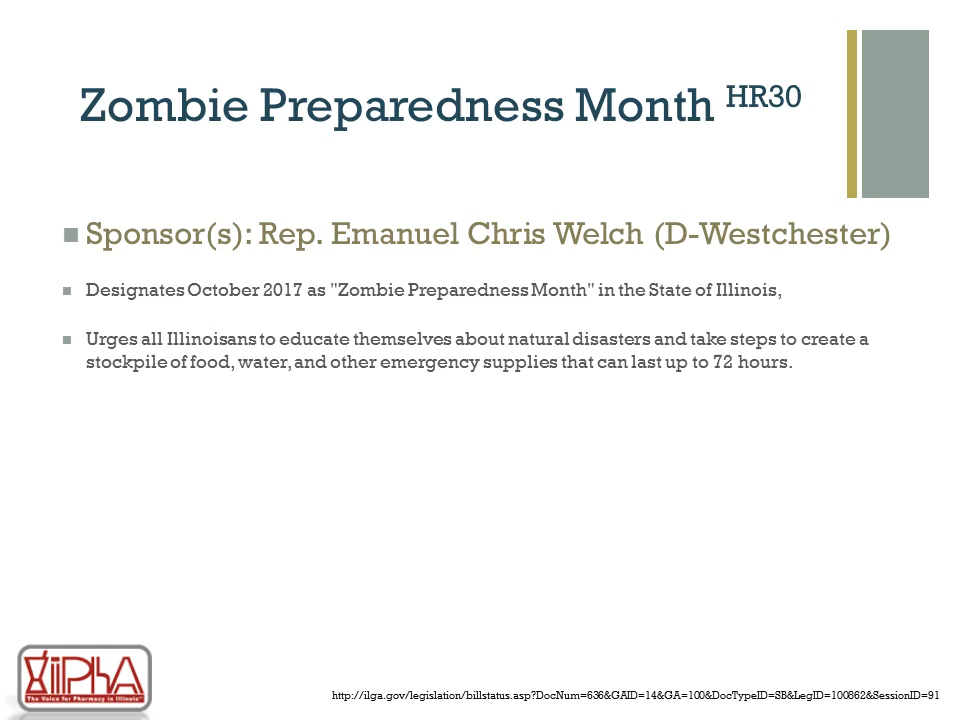 Zombie Preparedness Month HR30
Sponsor(s): Rep. Emanuel Chris Welch (D-Westchester)
Designates October 2017 as "Zombie Preparedness Month" in the State of Illinois,
Urges all Illinoisans to educate themselves about natural disasters and take steps to create a
stockpile of food, water, and other emergency supplies that can last up to 72 hours.
IPhA
The Voice for Pharmacy in Illinois
http://ilga.gov/legislation/billstatus.asp?DocNum=636&GAID=14&GA=100&DocTypeID=SB&LegID=100862&SessionID=91